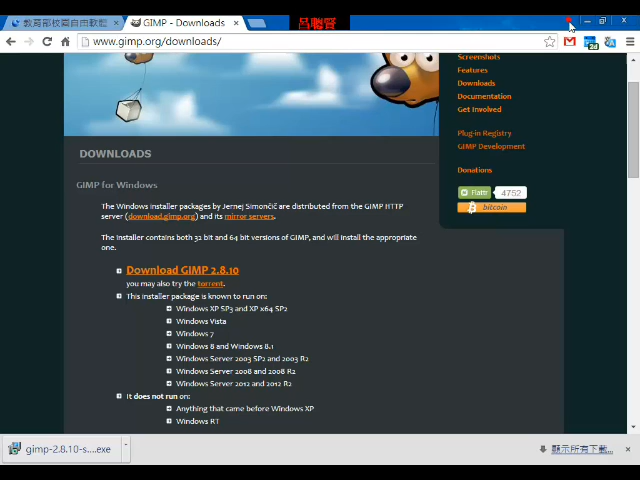 教育部校園自由軟體
GIMP - Downloads
呂聰賢
www.gimp.org/downloads/
2d
Screenshots
Features
Downloads
Documentation
Get Involved
Plug-in Registry
GIMP Development
Donations
Flattr 4752
bitcoin
DOWNLOADS
GIMP for Windows
The Windows installer packages by Jernej Simončič are distributed from the GIMP HTTP
server (download.gimp.org) and its mirror servers.
The installer contains both 32 bit and 64 bit versions of GIMP, and will install the appropriate
one.
Download GIMP 2.8.10
you may also try the torrent.
This installer package is known to run on:
Windows XP SP3 and XP x64 SP2
Windows Vista
Windows 7
Windows 8 and Windows 8.1
Windows Server 2003 SP2 and 2003 R2
Windows Server 2008 and 2008 R2
Windows Server 2012 and 2012 R2
It does not run on:
Anything that came before Windows XP
Windows RT
gimp-2.8.10-s....exe
顯示所有下載...